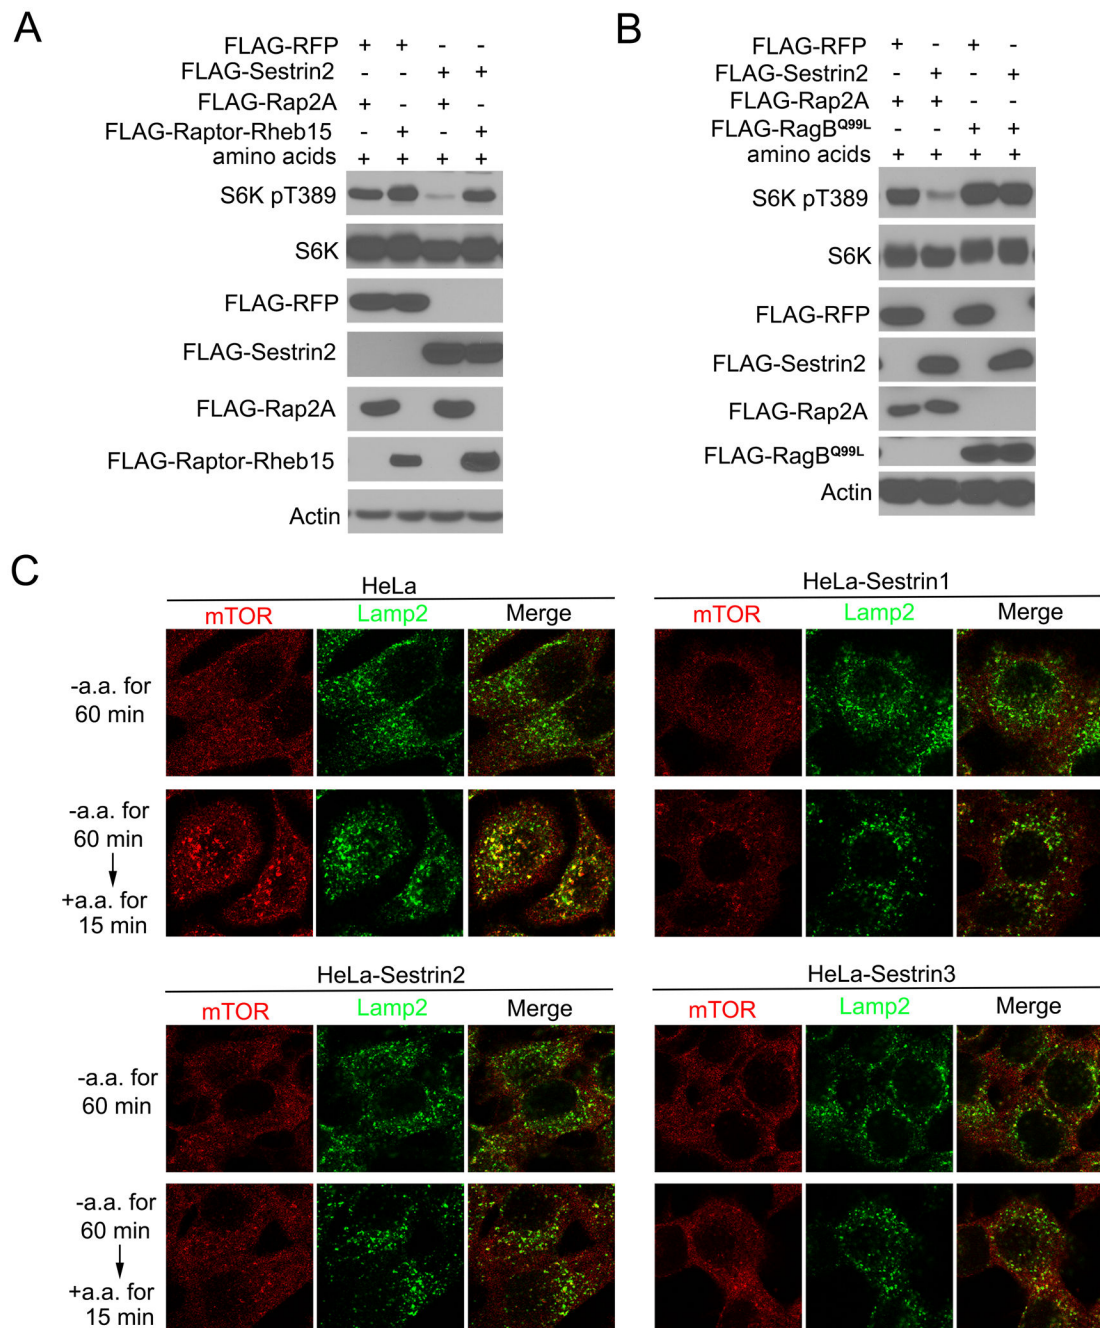 A
FLAG-RFP + + - -
FLAG-Sestrin2 - - + +
FLAG-Rap2A + - + -
FLAG-Raptor-Rheb15 - + - +
amino acids + + + +
S6K pT389
S6K
FLAG-RFP
FLAG-Sestrin2
FLAG-Rap2A
FLAG-Raptor-Rheb15
Actin
B
FLAG-RFP + - + -
FLAG-Sestrin2 - + - +
FLAG-Rap2A + + - -
FLAG-RagB^Q99L - - + +
amino acids + + + +
S6K pT389
S6K
FLAG-RFP
FLAG-Sestrin2
FLAG-Rap2A
FLAG-RagB^Q99L
Actin
C
HeLa
mTOR Lamp2 Merge
-a.a. for
60 min
-a.a. for
60 min
+a.a. for
15 min
HeLa-Sestrin1
mTOR Lamp2 Merge
HeLa-Sestrin2
mTOR Lamp2 Merge
-a.a. for
60 min
-a.a. for
60 min
+a.a. for
15 min
HeLa-Sestrin3
mTOR Lamp2 Merge